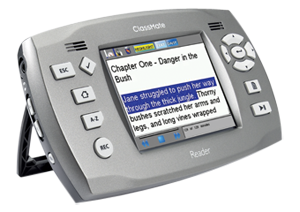 ClassMate
ESC
A-Z
REC
Chapter One - Danger in the
Bush
Jane struggled to push her way
through the thick jungle. Thorny
bushes scratched her arms and
legs, and long vines wrapped
Reader